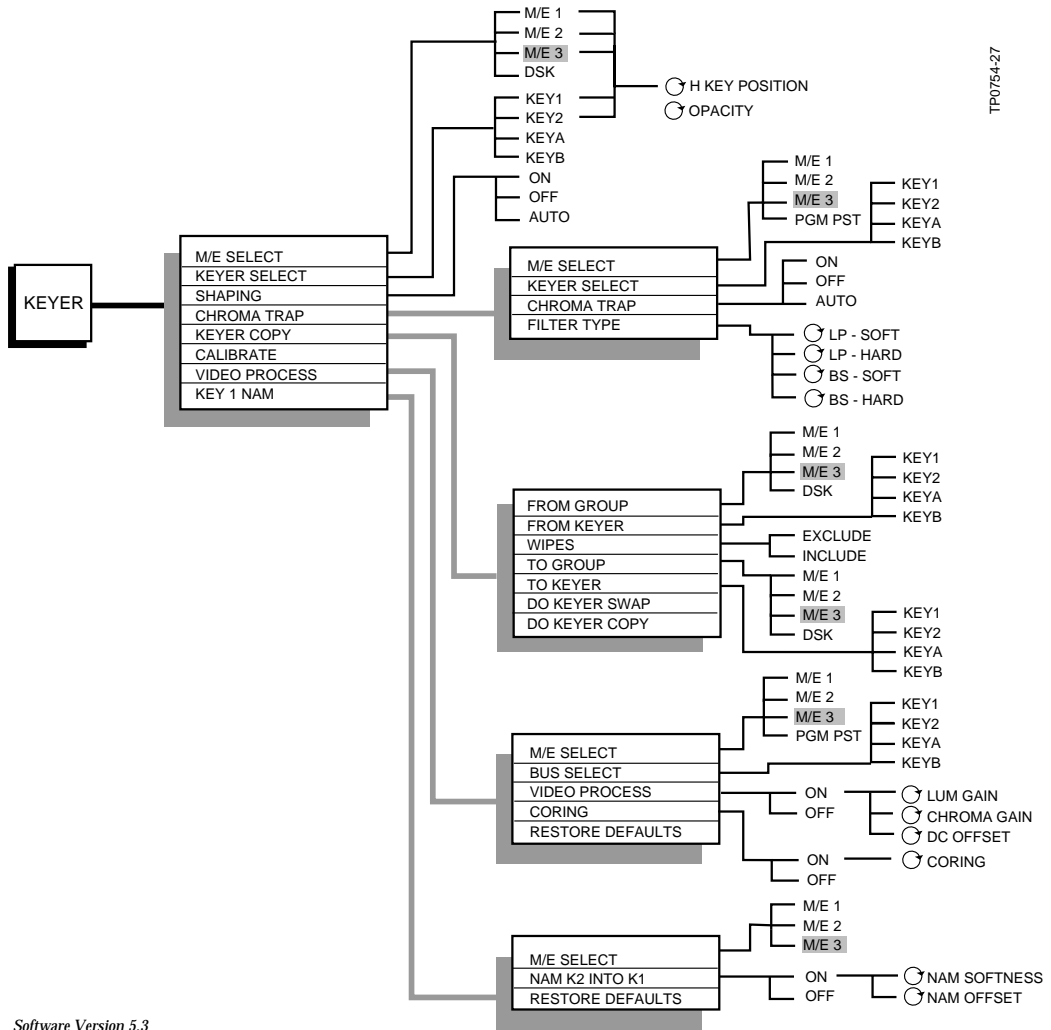 TP0754-27
M/E 1
M/E 2
M/E 3
DSK
KEY1
KEY2
KEYA
KEYB
ON
OFF
AUTO
H KEY POSITION
OPACITY
KEYER
M/E SELECT
KEYER SELECT
SHAPING
CHROMA TRAP
KEYER COPY
CALIBRATE
VIDEO PROCESS
KEY 1 NAM
M/E SELECT
KEYER SELECT
CHROMA TRAP
FILTER TYPE
M/E 1
M/E 2
M/E 3
PGM PST
KEY1
KEY2
KEYA
KEYB
ON
OFF
AUTO
LP - SOFT
LP - HARD
BS - SOFT
BS - HARD
FROM GROUP
FROM KEYER
WIPES
TO GROUP
TO KEYER
DO KEYER SWAP
DO KEYER COPY
M/E 1
M/E 2
M/E 3
DSK
KEY1
KEY2
KEYA
KEYB
EXCLUDE
INCLUDE
M/E 1
M/E 2
M/E 3
DSK
KEY1
KEY2
KEYA
KEYB
M/E SELECT
BUS SELECT
VIDEO PROCESS
CORING
RESTORE DEFAULTS
M/E 1
M/E 2
M/E 3
PGM PST
KEY1
KEY2
KEYA
KEYB
ON
OFF
LUM GAIN
CHROMA GAIN
DC OFFSET
ON
OFF
CORING
M/E SELECT
NAM K2 INTO K1
RESTORE DEFAULTS
M/E 1
M/E 2
M/E 3
ON
OFF
NAM SOFTNESS
NAM OFFSET
Software Version 5.3